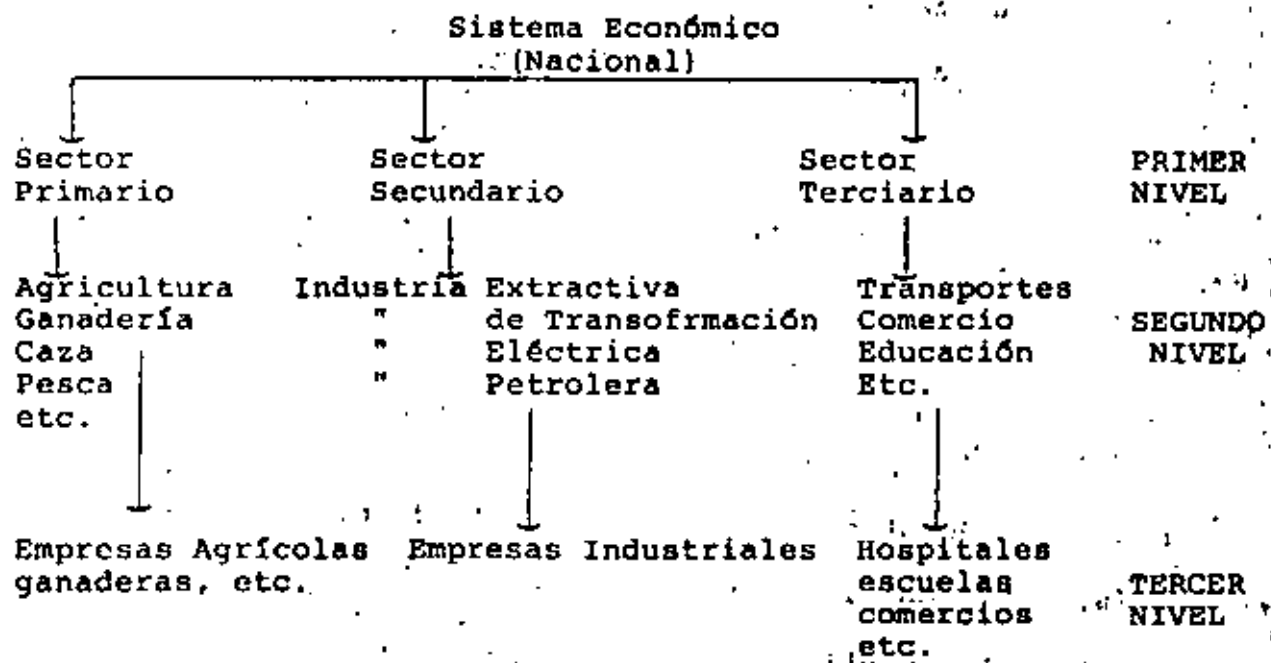 Sistema Económico
(Nacional)
Sector Sector Sector PRIMER
Primario Secundario Terciario NIVEL
Agricultura Industria Extractiva Transportes
Ganadería " de Transofrmación Comercio SEGUNDO
Caza " Eléctrica Educación NIVEL
Pesca " Petrolera Etc.
etc.
Empresas Agrícolas Empresas Industriales Hospitales
ganaderas, etc. escuelas TERCER
comercios NIVEL
etc.